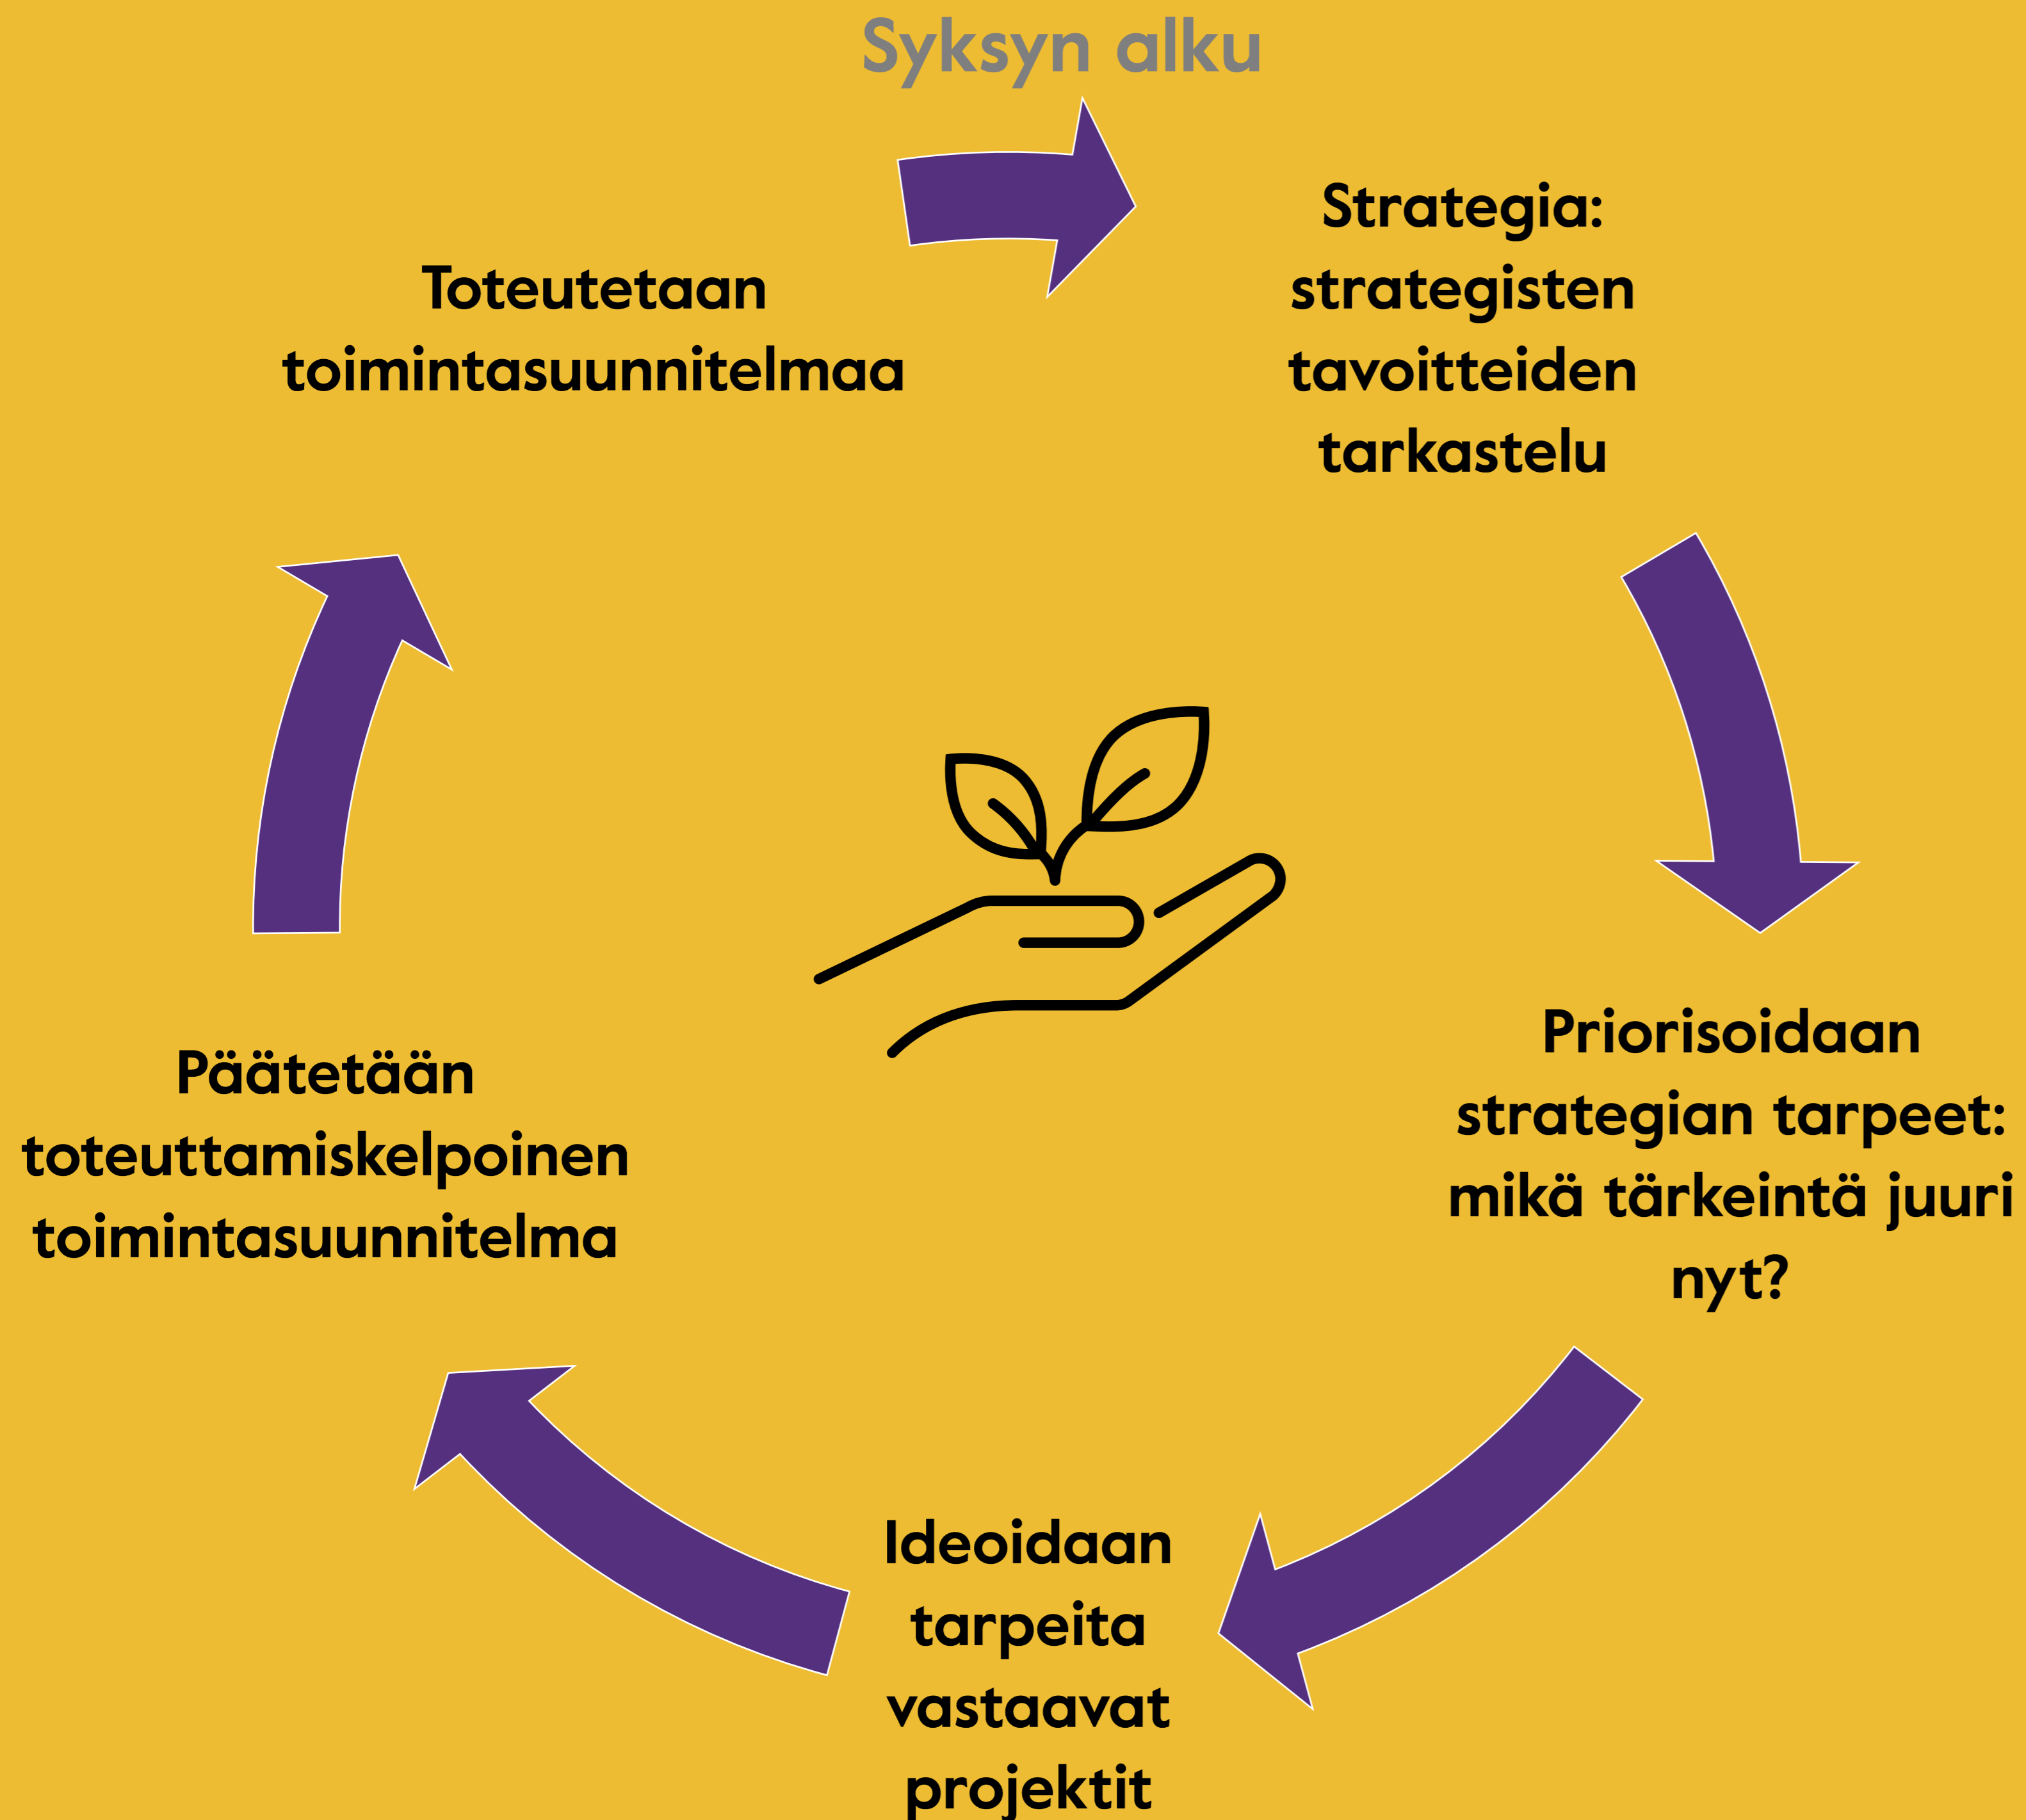 Syksyn alku
Strategia:
strategisten
tavoitteiden
tarkastelu
Priorisoidaan
strategian tarpeet:
mikä tärkeintä juuri
nyt?
Ideoidaan
tarpeita
vastaavat
projektit
Päätetään
toteuttamiskelpoinen
toimintasuunnitelma
Toteutetaan
toimintasuunnitelmaa